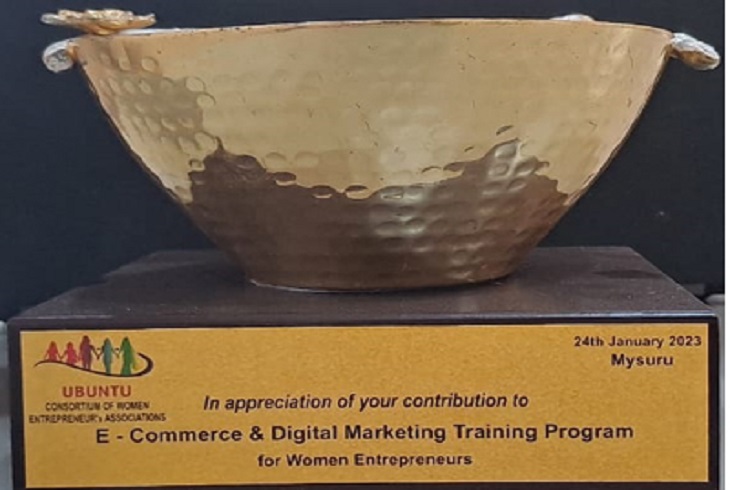 24th January 2023
Mysuru
UBUNTU
CONSORTIUM OF WOMEN
ENTREPRENEUR'S ASSOCIATIONS
In appreciation of your contribution to
E - Commerce & Digital Marketing Training Program
for Women Entrepreneurs